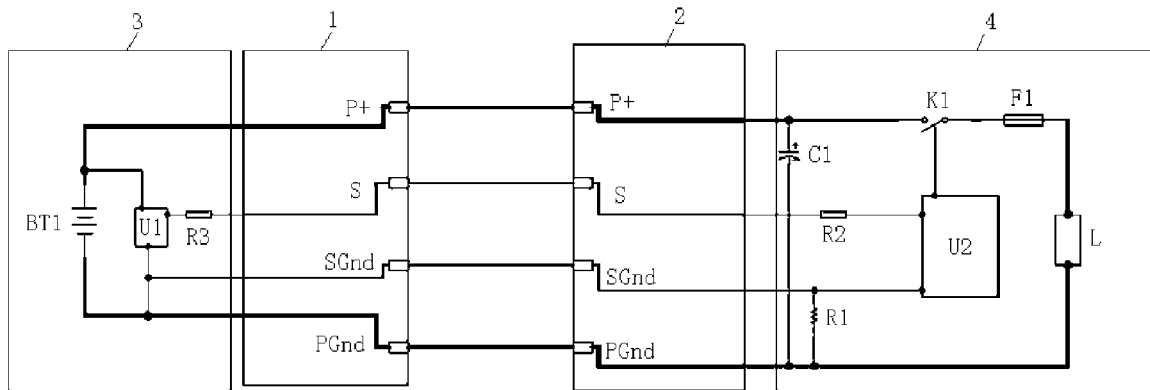 3
1
2
4
P+
P+
K1
F1
C1
S
S
BT1
U1
R3
R2
U2
L
SGnd
SGnd
R1
PGnd
PGnd